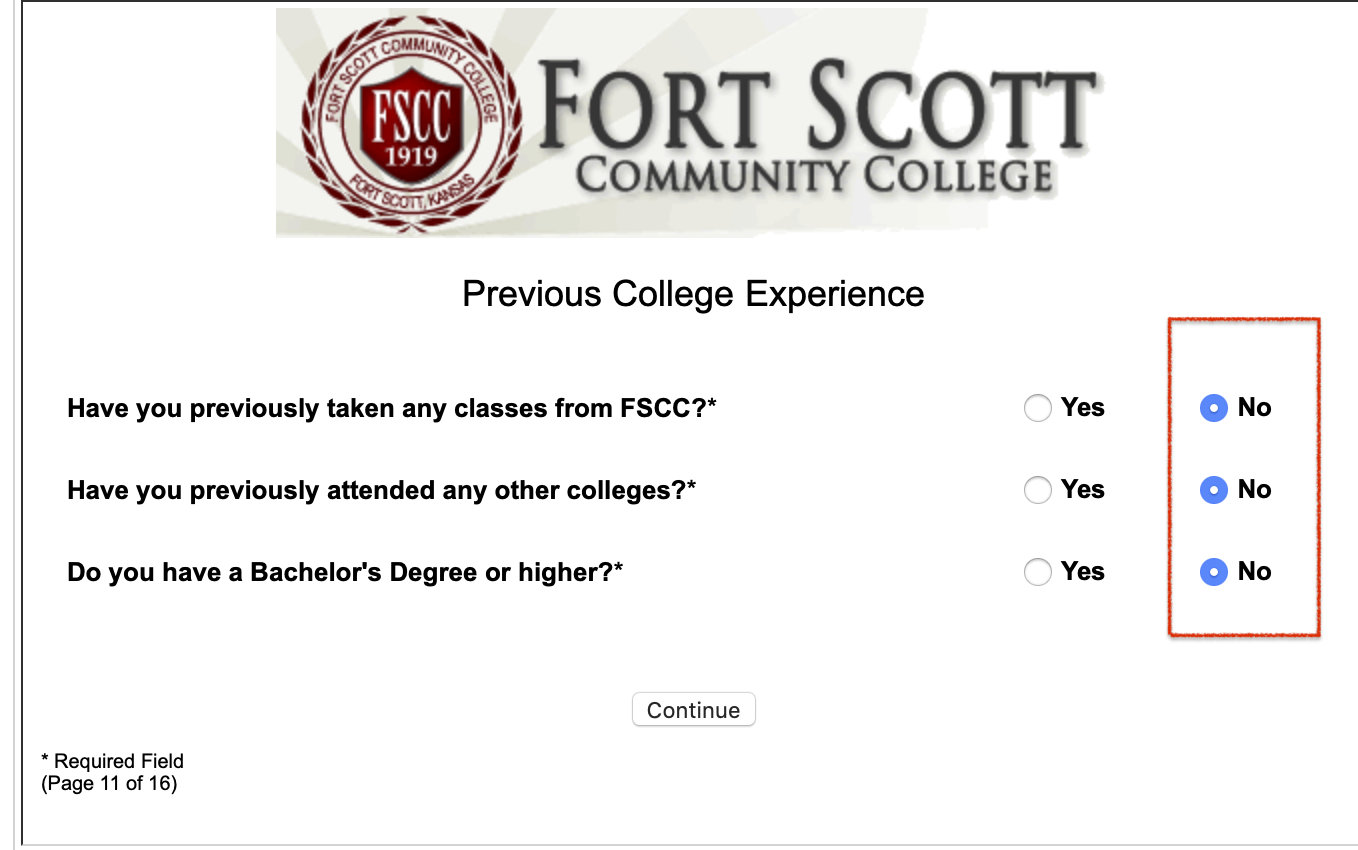 FORT SCOTT COMMUNITY COLLEGE
FSCC
1919
FORT SCOTT, KANSAS
FORT SCOTT
COMMUNITY COLLEGE
Previous College Experience
Have you previously taken any classes from FSCC?* Yes No
Have you previously attended any other colleges?* Yes No
Do you have a Bachelor's Degree or higher?* Yes No
Continue
* Required Field
(Page 11 of 16)